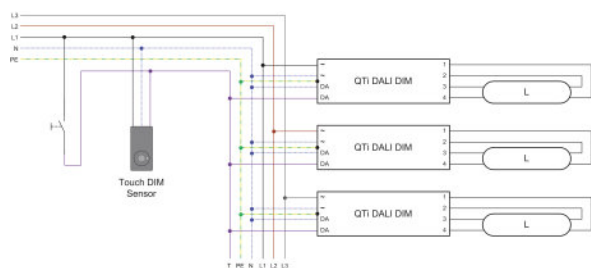 L3
L2
L1
N
PE
~
~
DA
DA
QTi DALI DIM
1
2
3
4
L
~
~
DA
DA
QTi DALI DIM
1
2
3
4
L
Touch DIM
Sensor
~
~
DA
DA
QTi DALI DIM
1
2
3
4
L
T PE N L1 L2 L3